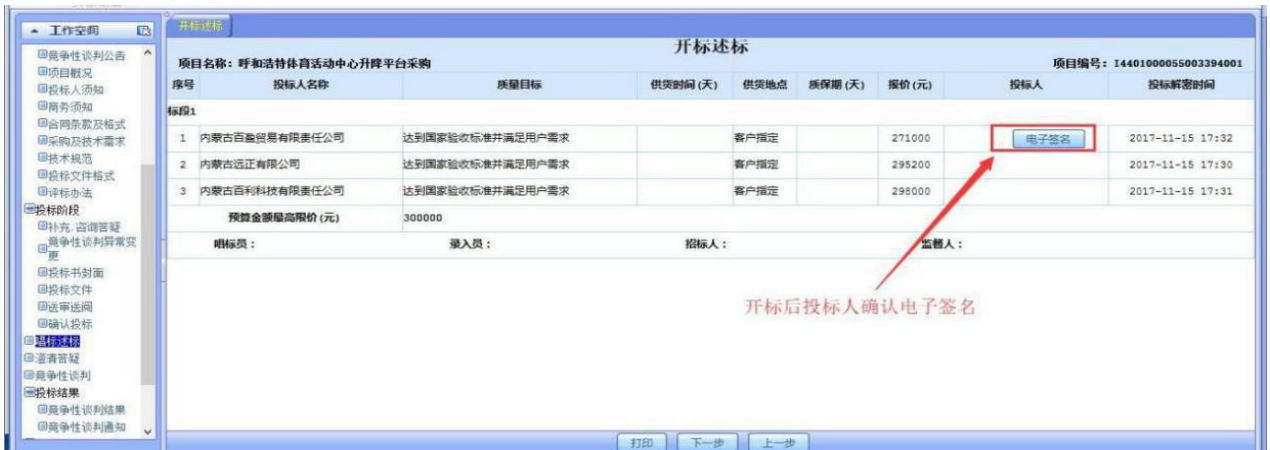 工作空间
竞争性谈判公告
项目概况
投标人须知
商务须知
合同条款及格式
采购及技术需求
技术规范
投标文件格式
评标办法
投标阶段
补充.咨询答疑
竞争性谈判异常变
更
投标书封面
投标文件
送审送阅
确认投标
唱标述标
澄清答疑
竞争性谈判
投标结果
竞争性谈判结果
竞争性谈判通知
开标述标
开标述标
项目名称：呼和浩特体育活动中心升降平台采购 项目编号：I4401000055003394001
序号 投标人名称 质量目标 供货时间(天) 供货地点 质保期(天) 报价(元) 投标人 投标解密时间
标段1
1 内蒙古百盈贸易有限责任公司 达到国家验收标准并满足用户需求 客户指定 271000 电子签名 2017-11-15 17:32
2 内蒙古远正有限公司 达到国家验收标准并满足用户需求 客户指定 295200 2017-11-15 17:30
3 内蒙古百利科技有限责任公司 达到国家验收标准并满足用户需求 客户指定 298000 2017-11-15 17:31
预算金额最高限价(元) 300000
唱标员： 录入员： 招标人： 监督人：
开标后投标人确认电子签名
打印 下一步 上一步